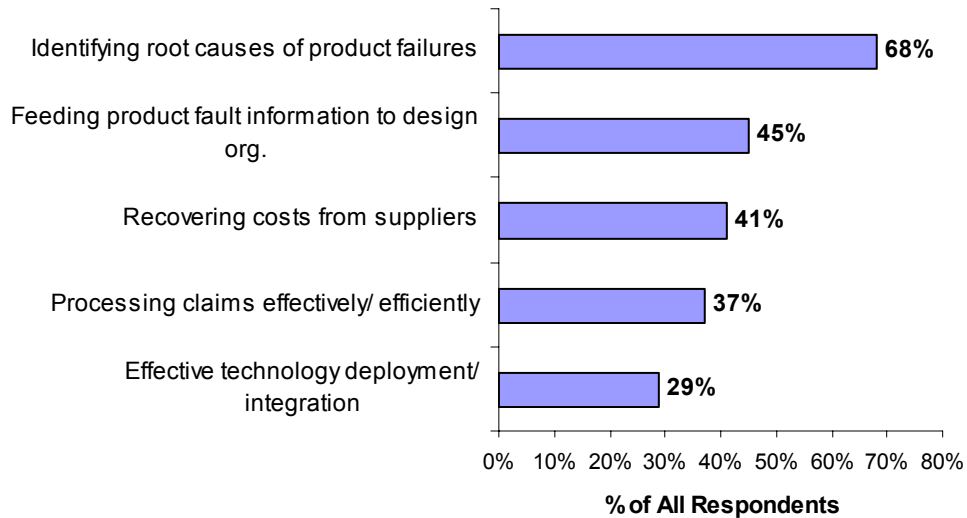 Identifying root causes of product failures
68%
Feeding product fault information to design
org.
45%
Recovering costs from suppliers
41%
Processing claims effectively/ efficiently
37%
Effective technology deployment/
integration
29%
0% 10% 20% 30% 40% 50% 60% 70% 80%
% of All Respondents